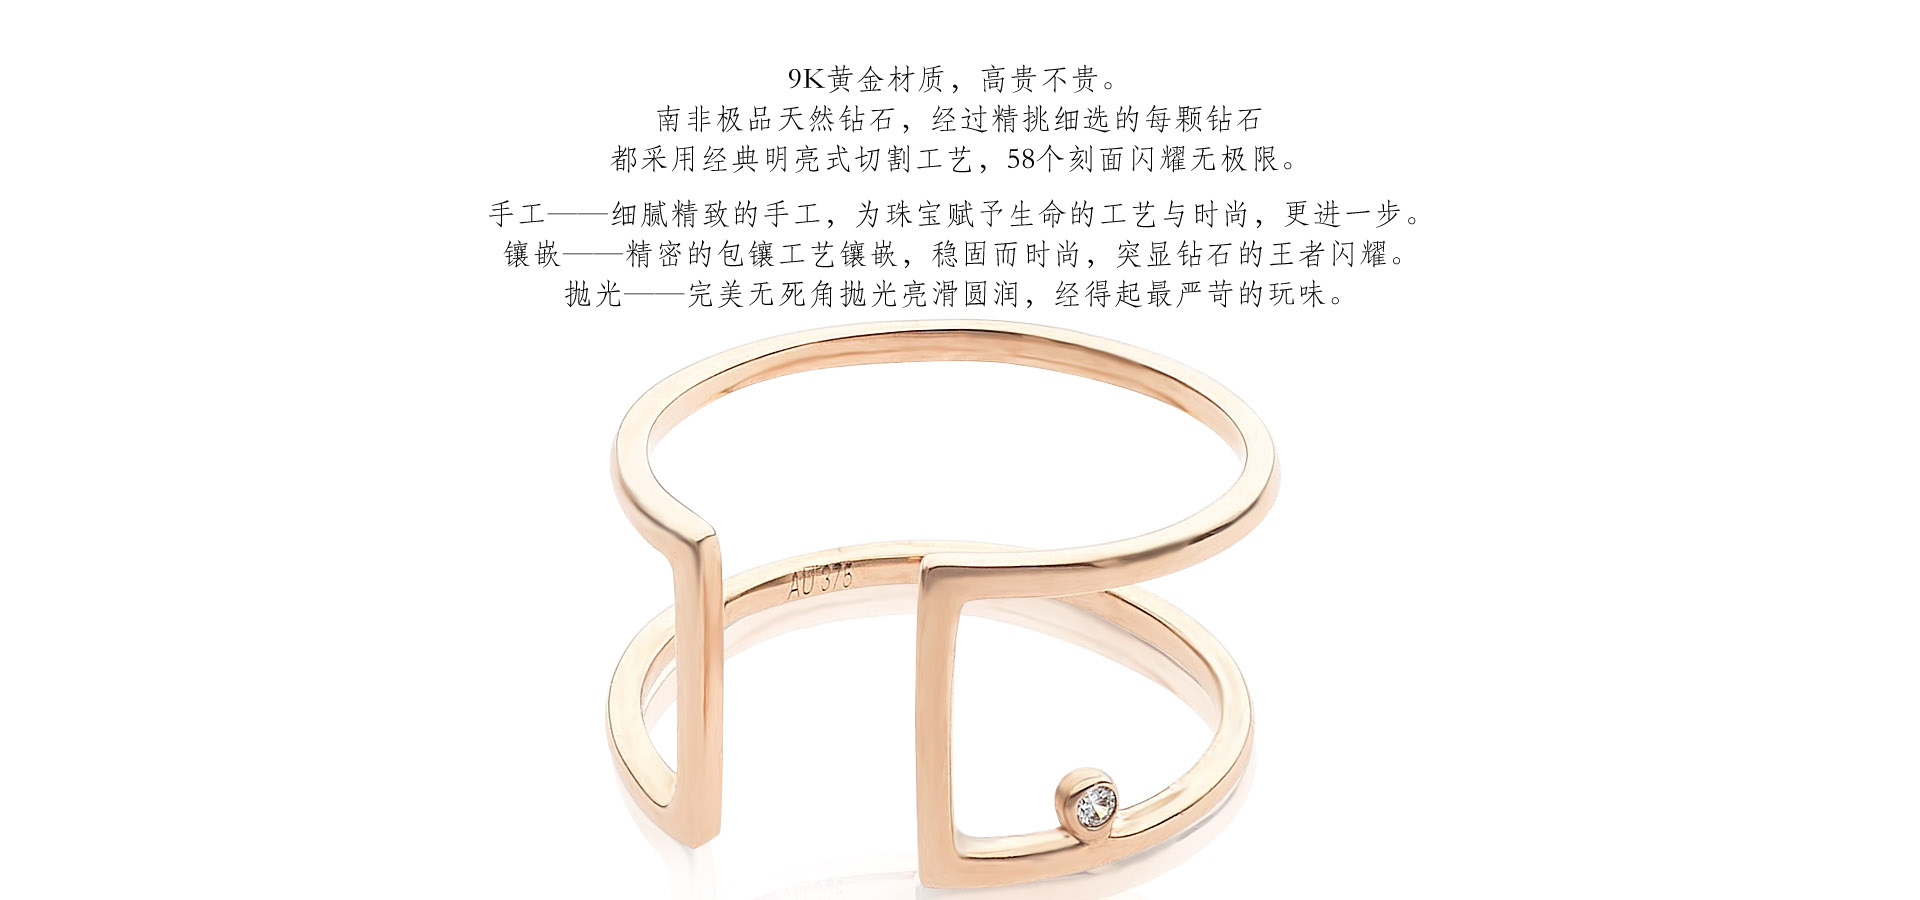 9K黄金材质，高贵不贵。
南非极品天然钻石，经过精挑细选的每颗钻石
都采用经典明亮式切割工艺，58个刻面闪耀无极限。
手工——细腻精致的手工，为珠宝赋予生命的工艺与时尚，更进一步。
镶嵌——精密的包镶工艺镶嵌，稳固而时尚，突显钻石的王者闪耀。
抛光——完美无死角抛光亮滑圆润，经得起最严苛的玩味。
AU 375